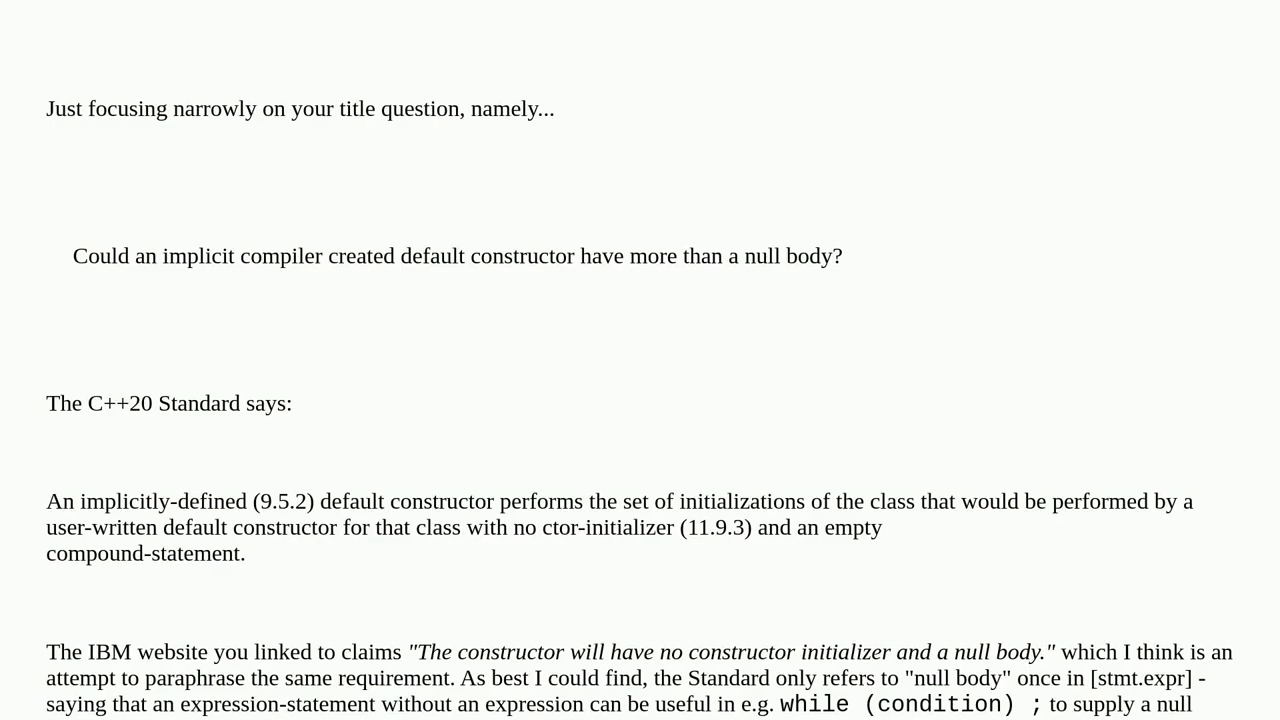 Just focusing narrowly on your title question, namely...
Could an implicit compiler created default constructor have more than a null body?
The C++20 Standard says:
An implicitly-defined (9.5.2) default constructor performs the set of initializations of the class that would be performed by a
user-written default constructor for that class with no ctor-initializer (11.9.3) and an empty
compound-statement.
The IBM website you linked to claims "The constructor will have no constructor initializer and a null body." which I think is an
attempt to paraphrase the same requirement. As best I could find, the Standard only refers to "null body" once in [stmt.expr] -
saying that an expression-statement without an expression can be useful in e.g. while (condition) ; to supply a null